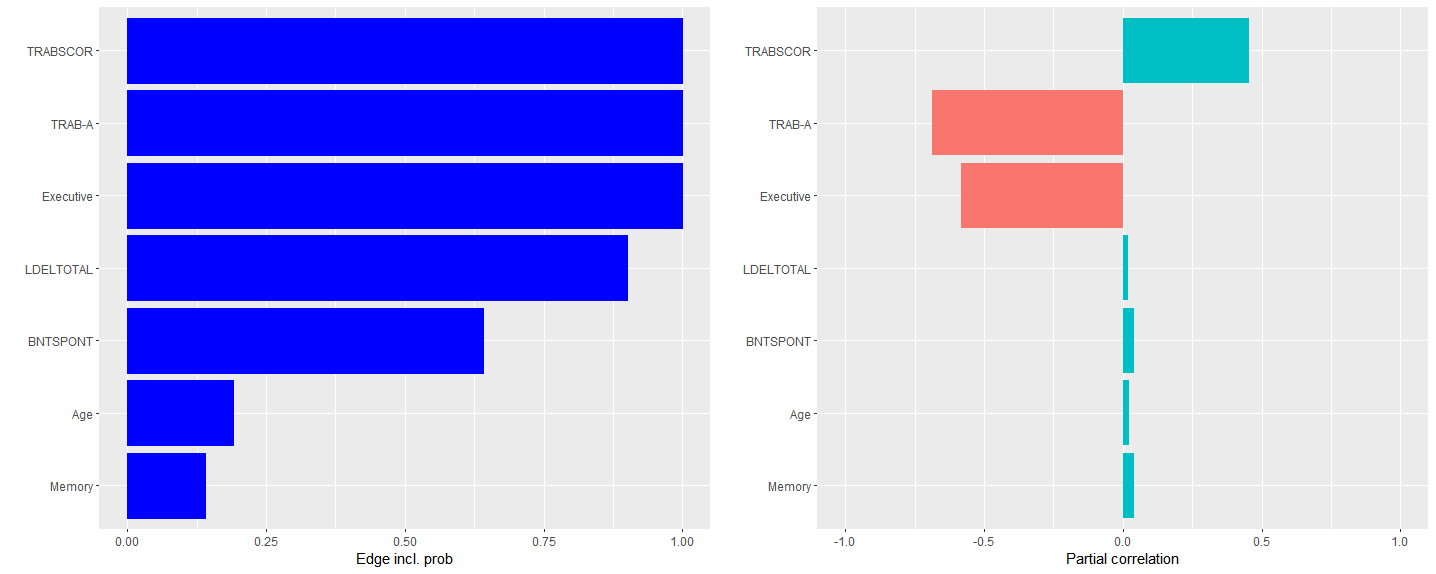 TRABSCOR
TRAB-A
Executive
LDELTOTAL
BNTSPONT
Age
Memory
0.00 0.25 0.50 0.75 1.00
Edge incl. prob
TRABSCOR
TRAB-A
Executive
LDELTOTAL
BNTSPONT
Age
Memory
-1.0 -0.5 0.0 0.5 1.0
Partial correlation